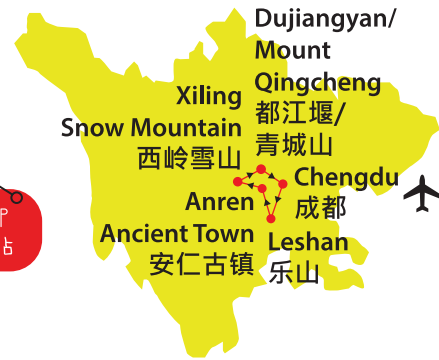 Dujiangyan/
Mount
Qingcheng
都江堰/
青城山
Xiling
Snow Mountain
西岭雪山
Chengdu
成都
Anren
Ancient Town
安仁古镇
Leshan
乐山
P
站